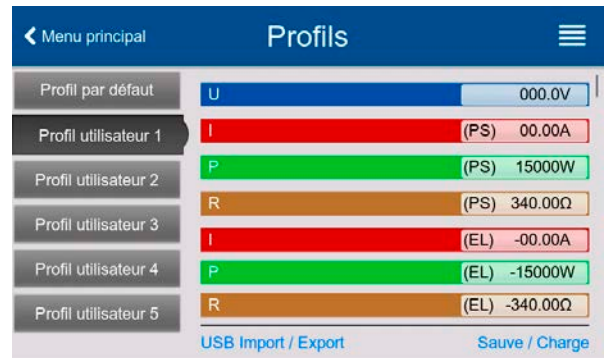 Menu principal
Profils
Profil par défaut
Profil utilisateur 1
Profil utilisateur 2
Profil utilisateur 3
Profil utilisateur 4
Profil utilisateur 5
U 000.0V
I (PS) 00.00A
P (PS) 15000W
R (PS) 340.00Ω
I (EL) -00.00A
P (EL) -15000W
R (EL) -340.00Ω
USB Import / Export
Sauve / Charge